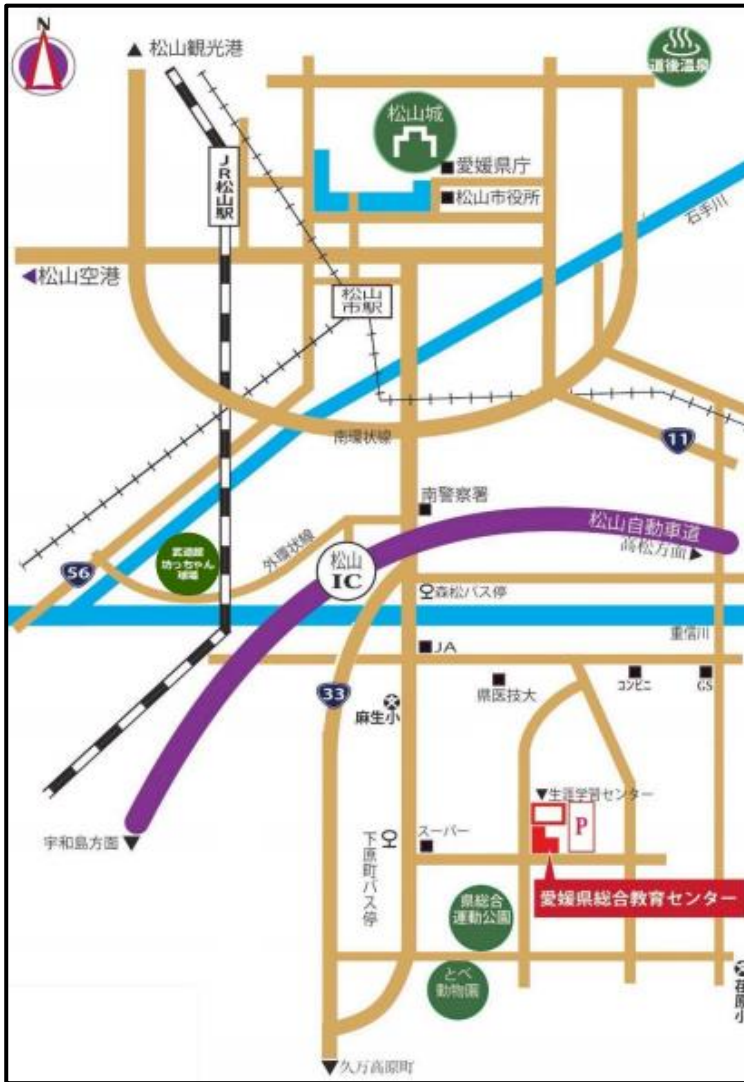 N
▲ 松山観光港
道後温泉
松山城
JR松山駅
■愛媛県庁
■松山市役所
石手川
◀松山空港
松山
市駅
南環状線
11
南警察署
松山自動車道
高松方面▶
外環状線
武道館
坊っちゃん
球場
松山
IC
56
森松バス停
重信川
■JA
33
県医技大
コンビニ
GS
麻生小
▼生涯学習センター
P
下原町バス停
スーパー
宇和島方面▼
愛媛県総合教育センター
県総合
運動公園
とべ
動物園
荏原小
▼久万高原町